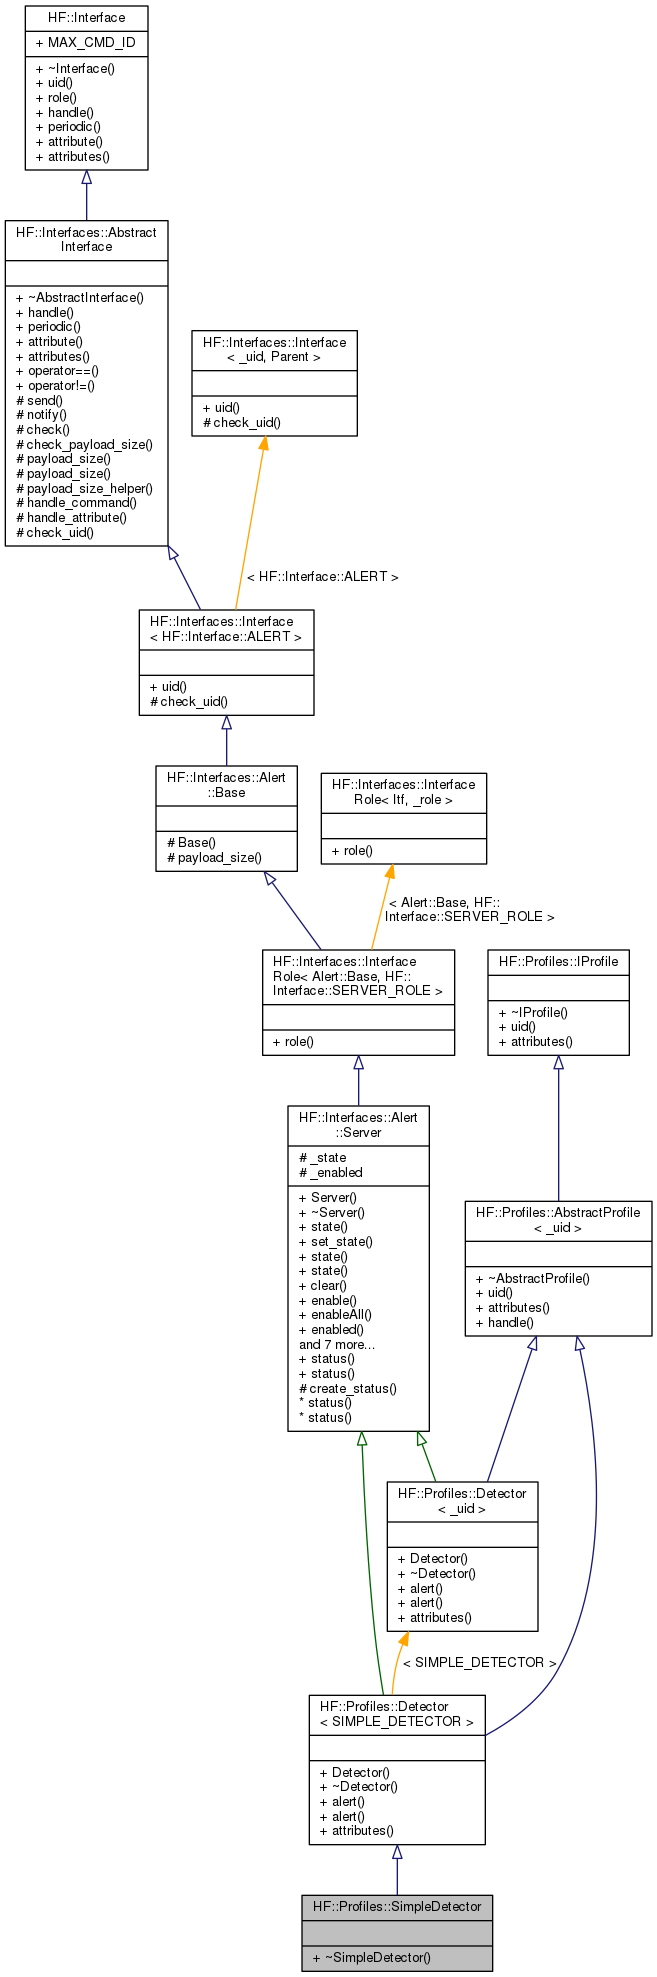 HF::Interface
+ MAX_CMD_ID
+ ~Interface()
+ uid()
+ role()
+ handle()
+ periodic()
+ attribute()
+ attributes()
HF::Interfaces::Abstract
Interface
+ ~AbstractInterface()
+ handle()
+ periodic()
+ attribute()
+ attributes()
+ operator==()
+ operator!=()
# send()
# notify()
# check()
# check_payload_size()
# payload_size()
# payload_size()
# payload_size_helper()
# handle_command()
# handle_attribute()
# check_uid()
HF::Interfaces::Interface
< _uid, Parent >
+ uid()
# check_uid()
< HF::Interface::ALERT >
HF::Interfaces::Interface
< HF::Interface::ALERT >
+ uid()
# check_uid()
HF::Interfaces::Alert
::Base
# Base()
# payload_size()
HF::Interfaces::Interface
Role< Itf, _role >
+ role()
< Alert::Base, HF::
Interface::SERVER_ROLE >
HF::Interfaces::Interface
Role< Alert::Base, HF::
Interface::SERVER_ROLE >
+ role()
HF::Profiles::IProfile
+ ~IProfile()
+ uid()
+ attributes()
HF::Interfaces::Alert
::Server
# _state
# _enabled
+ Server()
+ ~Server()
+ state()
+ set_state()
+ state()
+ state()
+ clear()
+ enable()
+ enableAll()
+ enabled()
and 7 more...
+ status()
+ status()
# create_status()
* status()
* status()
HF::Profiles::AbstractProfile
< _uid >
+ ~AbstractProfile()
+ uid()
+ attributes()
+ handle()
HF::Profiles::Detector
< _uid >
+ Detector()
+ ~Detector()
+ alert()
+ alert()
+ attributes()
< SIMPLE_DETECTOR >
HF::Profiles::Detector
< SIMPLE_DETECTOR >
+ Detector()
+ ~Detector()
+ alert()
+ alert()
+ attributes()
HF::Profiles::SimpleDetector
+ ~SimpleDetector()